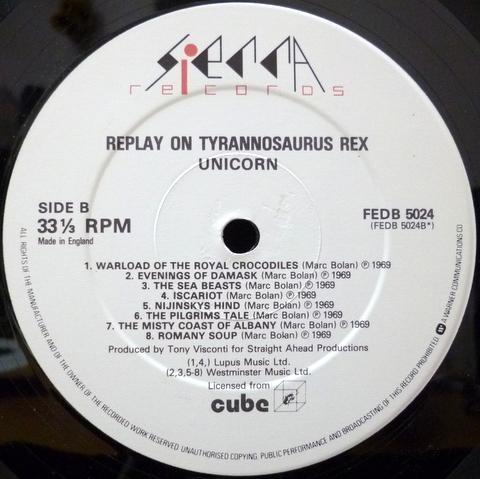 SIERRA
records
REPLAY ON TYRANNOSAURUS REX
UNICORN
SIDE B
33⅓ RPM
Made in England
FEDB 5024
(FEDB 5024B*)
1. WARLOAD OF THE ROYAL CROCODILES (Marc Bolan) ℗ 1969
2. EVENINGS OF DAMASK (Marc Bolan) ℗ 1969
3. THE SEA BEASTS (Marc Bolan) ℗ 1969
4. ISCARIOT (Marc Bolan) ℗ 1969
5. NIJINSKYS HIND (Marc Bolan) ℗ 1969
6. THE PILGRIMS TALE (Marc Bolan) ℗ 1969
7. THE MISTY COAST OF ALBANY (Marc Bolan) ℗ 1969
8. ROMANY SOUP (Marc Bolan) ℗ 1969
Produced by Tony Visconti for Straight Ahead Productions
(1,4,) Lupus Music Ltd.
(2,3,5-8) Westminster Music Ltd.
Licensed from
cube
ALL RIGHTS OF THE MANUFACTURER AND OF THE OWNER OF THE RECORDED WORK RESERVED UNAUTHORISED COPYING, PUBLIC PERFORMANCE AND BROADCASTING OF THIS RECORD PROHIBITED.
A WARNER COMMUNICATIONS CO